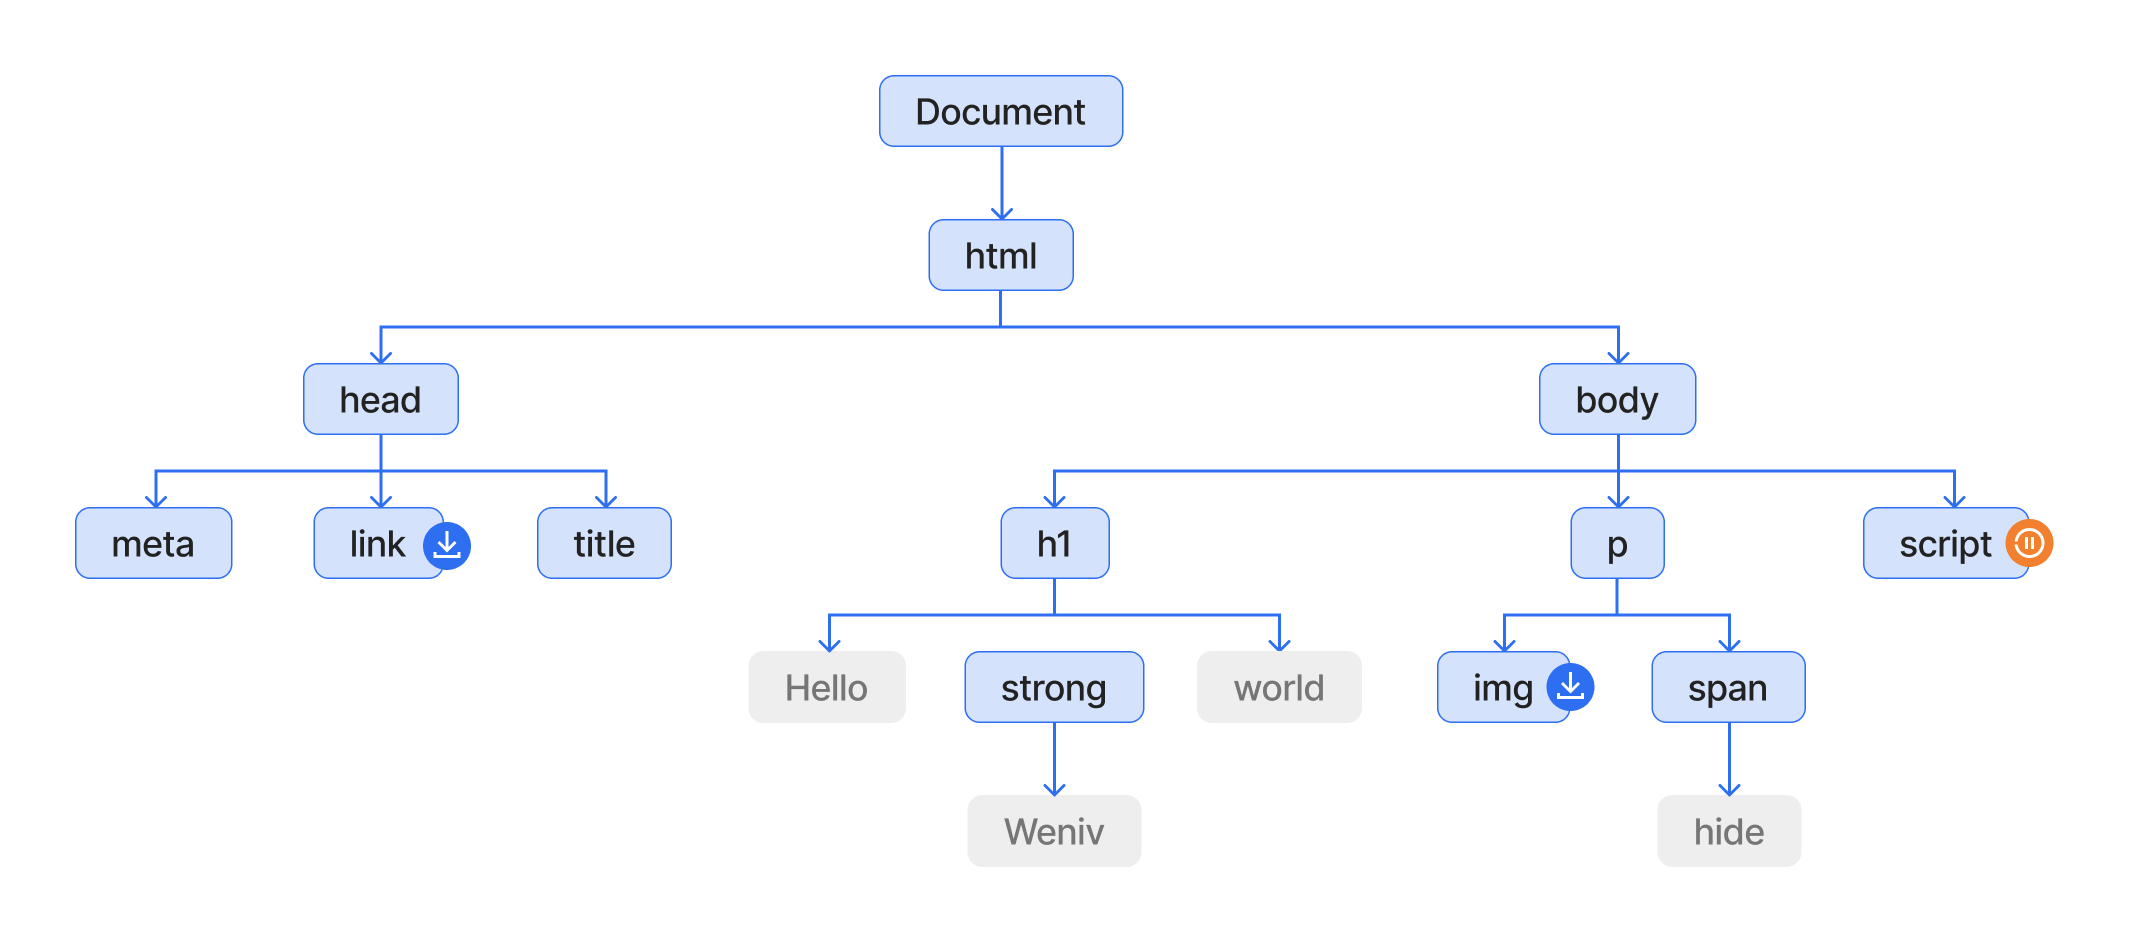 Document
html
head
body
meta
link
title
h1
p
script
Hello
strong
world
img
span
Weniv
hide